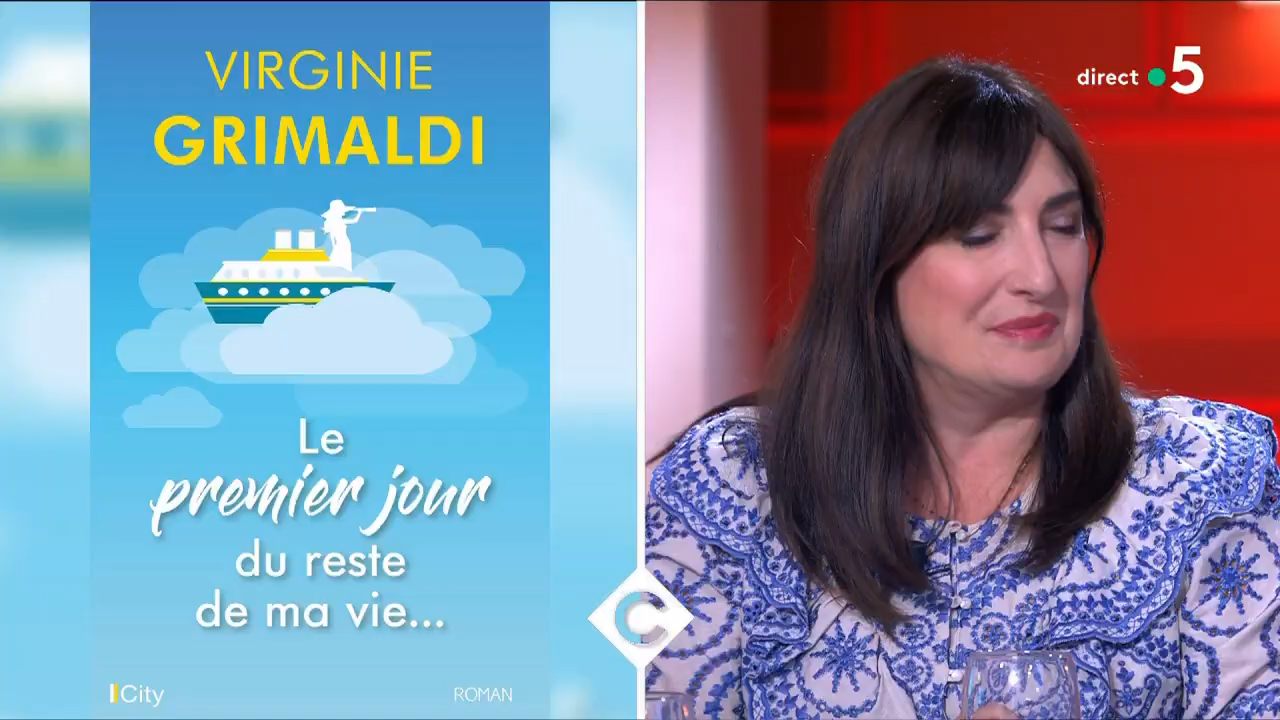 VIRGINIE
GRIMALDI
Le
premier jour
du reste
de ma vie...
City
ROMAN
direct 5
C